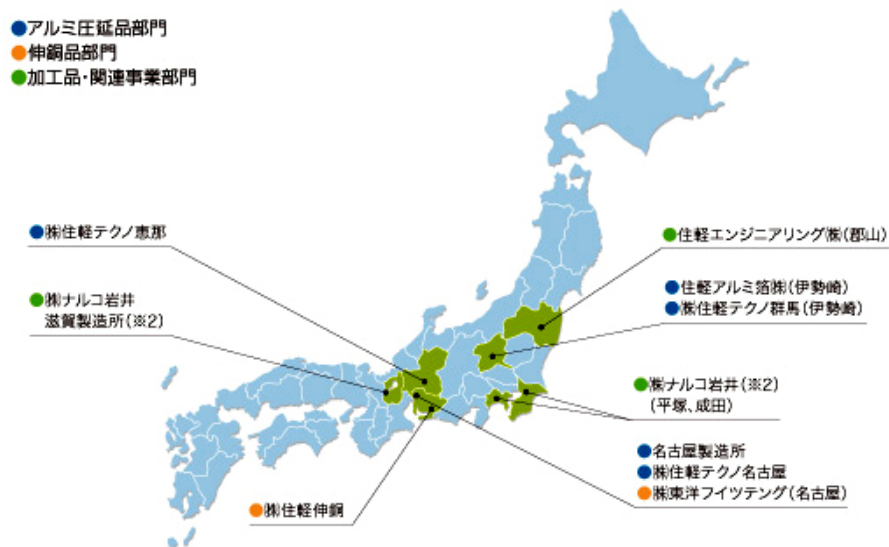 ●アルミ圧延品部門
●伸銅品部門
●加工品・関連事業部門
●㈱住軽テクノ恵那
●㈱ナルコ岩井
滋賀製造所(※2)
●住軽エンジニアリング㈱(郡山)
●住軽アルミ箔㈱(伊勢崎)
●㈱住軽テクノ群馬(伊勢崎)
●㈱ナルコ岩井(※2)
(平塚、成田)
●名古屋製造所
●㈱住軽テクノ名古屋
●㈱東洋フイツテング(名古屋)
●㈱住軽伸銅